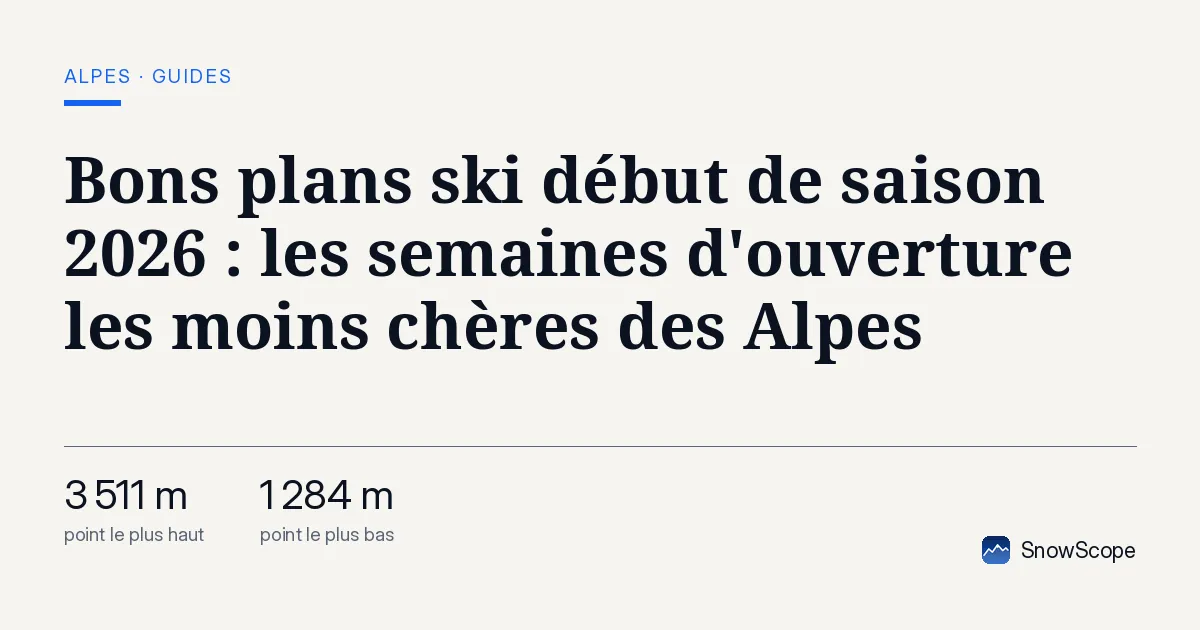 ALPES · GUIDES
Bons plans ski début de saison
2026 : les semaines d'ouverture
les moins chères des Alpes
3 511 m
point le plus haut
1 284 m
point le plus bas
SnowScope